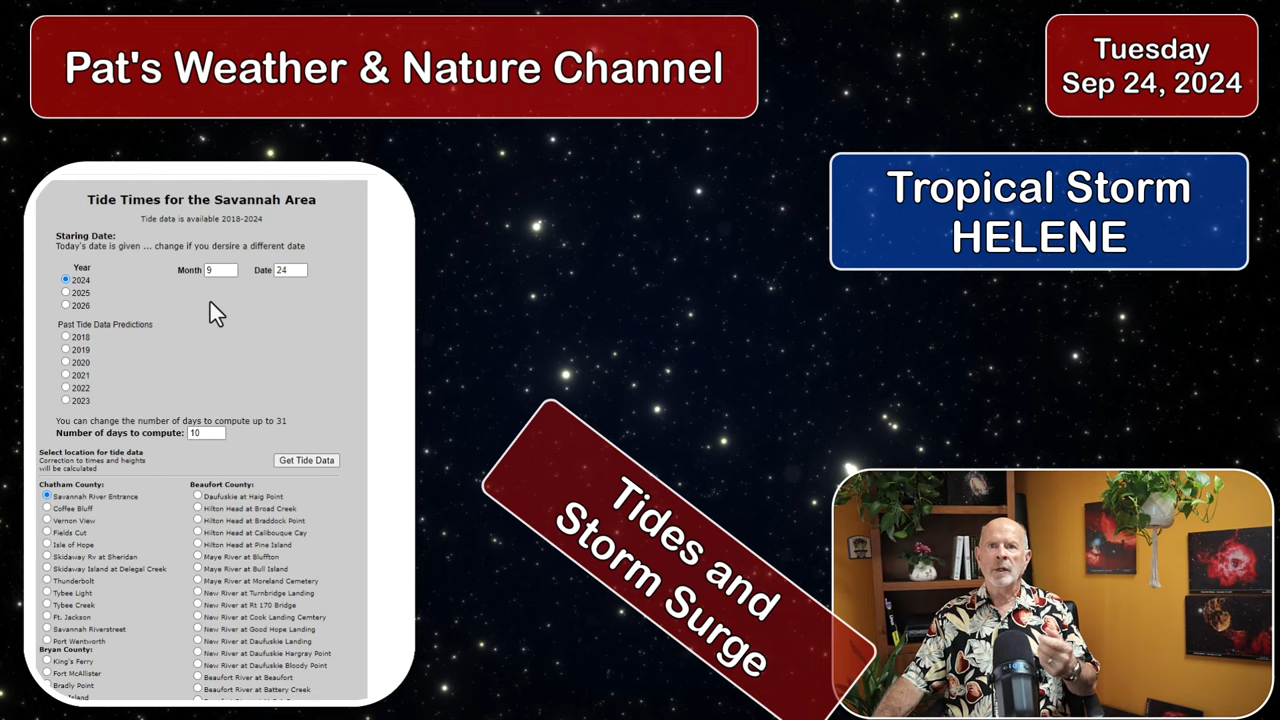 Pat's Weather & Nature Channel
Tuesday
Sep 24, 2024
Tropical Storm
HELENE
Tide Times for the Savannah Area
Tide data is available 2018-2024
Staring Date:
Today's date is given ... change if you dersire a different date
Year
Month 9 Date 24
2024
2025
2026
Past Tide Data Predictions
2018
2019
2020
2021
2022
2023
You can change the number of days to compute up to 31
Number of days to compute: 10
Select location for tide data
Correction to times and heights
will be calculated
Get Tide Data
Chatham County:
Savannah River Entrance
Coffee Bluff
Vernon View
Fields Cut
Isle of Hope
Skidaway Rv at Sheridan
Skidaway Island at Delegal Creek
Thunderbolt
Tybee Light
Tybee Creek
Ft. Jackson
Savannah Riverstreet
Port Wentworth
Bryan County:
King's Ferry
Fort McAllister
Bradly Point
Island
Beaufort County:
Daufuskie at Haig Point
Hilton Head at Broad Creek
Hilton Head at Braddock Point
Hilton Head at Calibouque Cay
Hilton Head at Pine Island
Maye River at Bluffton
Maye River at Bull Island
Maye River at Moreland Cemetery
New River at Turnbridge Landing
New River at Rt 170 Bridge
New River at Cook Landing Cemtery
New River at Good Hope Landing
New River at Daufuskie Landing
New River at Daufuskie Hargray Point
New River at Daufuskie Bloody Point
Beaufort River at Beaufort
Beaufort River at Battery Creek
Tides and
Storm Surge